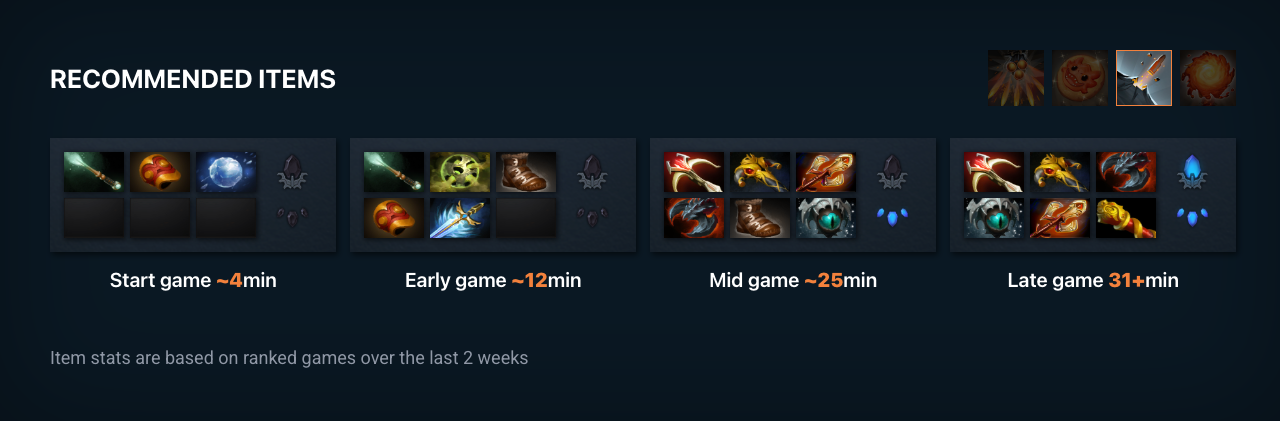 RECOMMENDED ITEMS
Start game ~4min
Early game ~12min
Mid game ~25min
Late game 31+min
Item stats are based on ranked games over the last 2 weeks